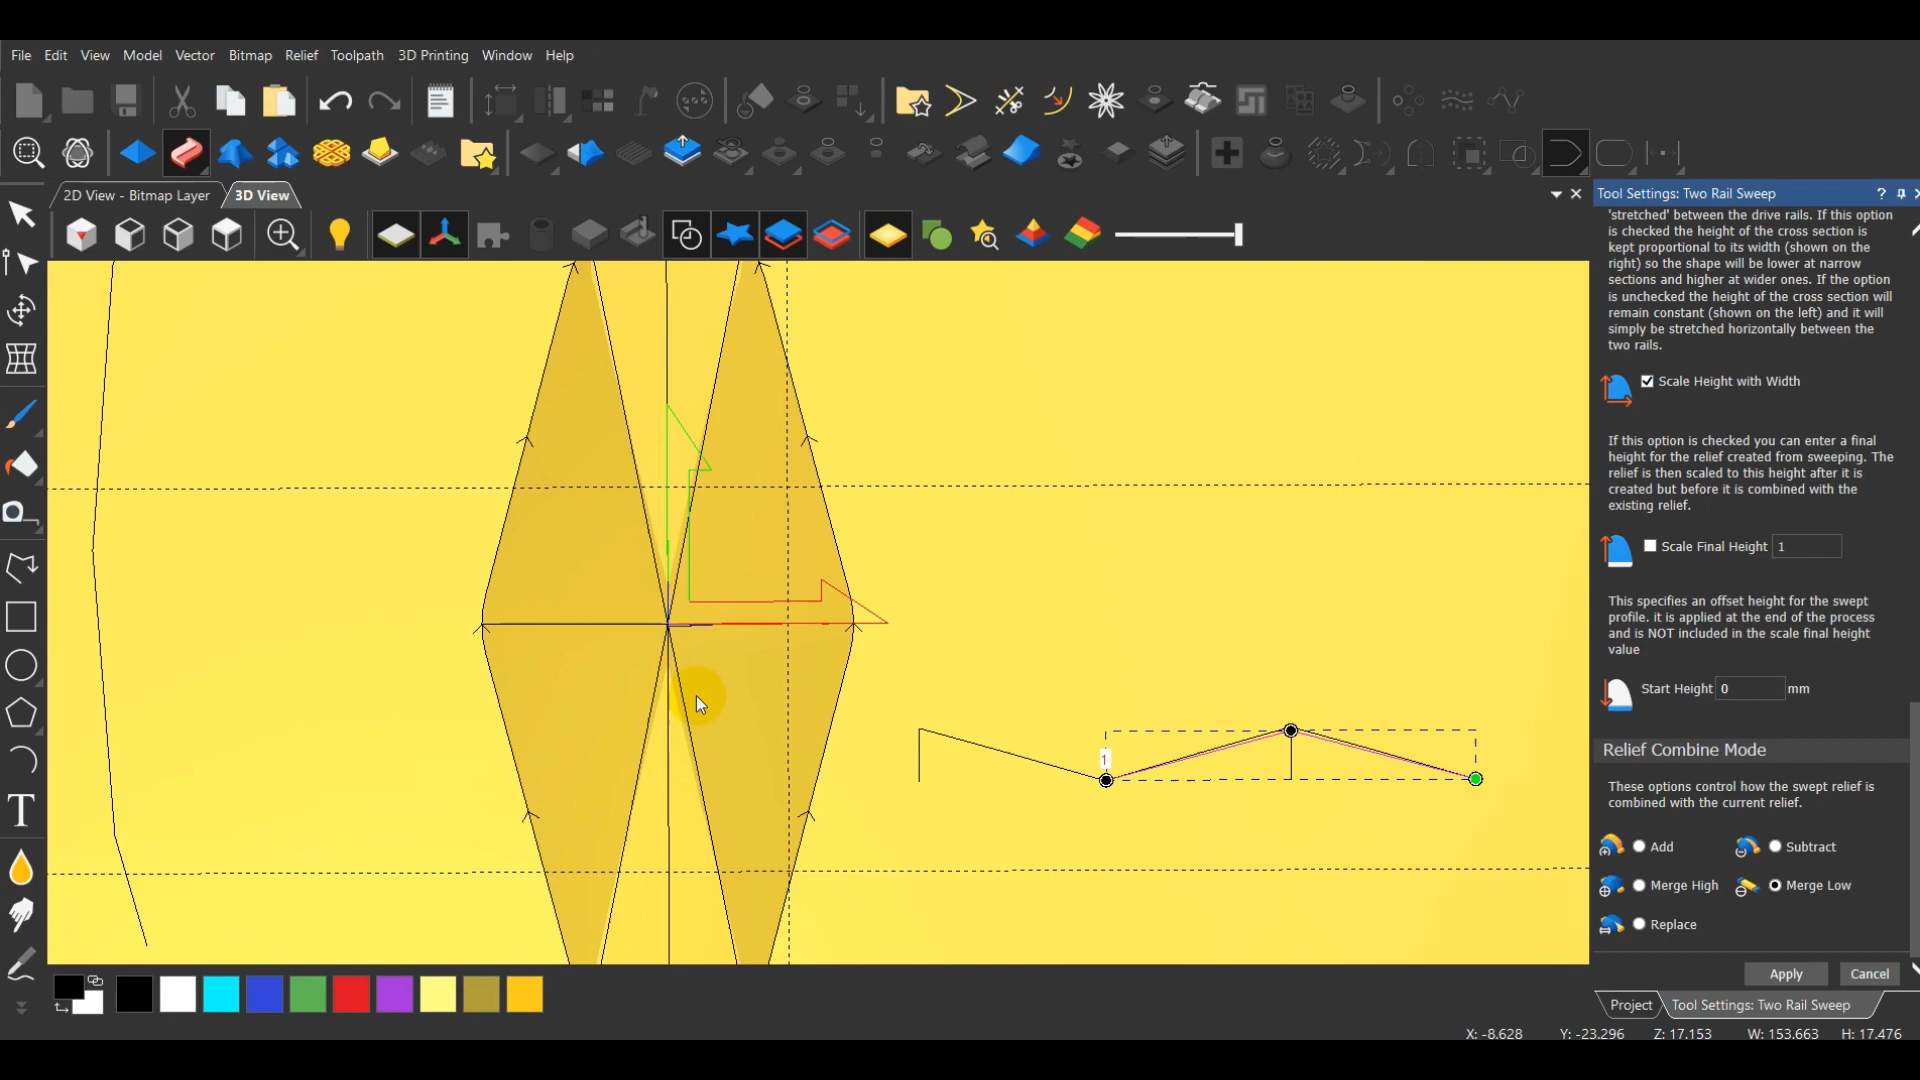 File Edit View Model Vector Bitmap Relief Toolpath 3D Printing Window Help
2D View - Bitmap Layer 3D View
Tool Settings: Two Rail Sweep
'stretched' between the drive rails. If this option
is checked the height of the cross section is
kept proportional to its width (shown on the
right) so the shape will be lower at narrow
sections and higher at wider ones. If the option
is unchecked the height of the cross section will
remain constant (shown on the left) and it will
simply be stretched horizontally between the
two rails.
Scale Height with Width
If this option is checked you can enter a final
height for the relief created from sweeping. The
relief is then scaled to this height after it is
created but before it is combined with the
existing relief.
Scale Final Height 1
This specifies an offset height for the swept
profile. it is applied at the end of the process
and is NOT included in the scale final height
value
Start Height 0 mm
1
Relief Combine Mode
These options control how the swept relief is
combined with the current relief.
Add Subtract
Merge High Merge Low
Replace
Apply Cancel
Project Tool Settings: Two Rail Sweep
X: -8.628 Y: -23.296 Z: 17.153 W: 153.663 H: 17.476